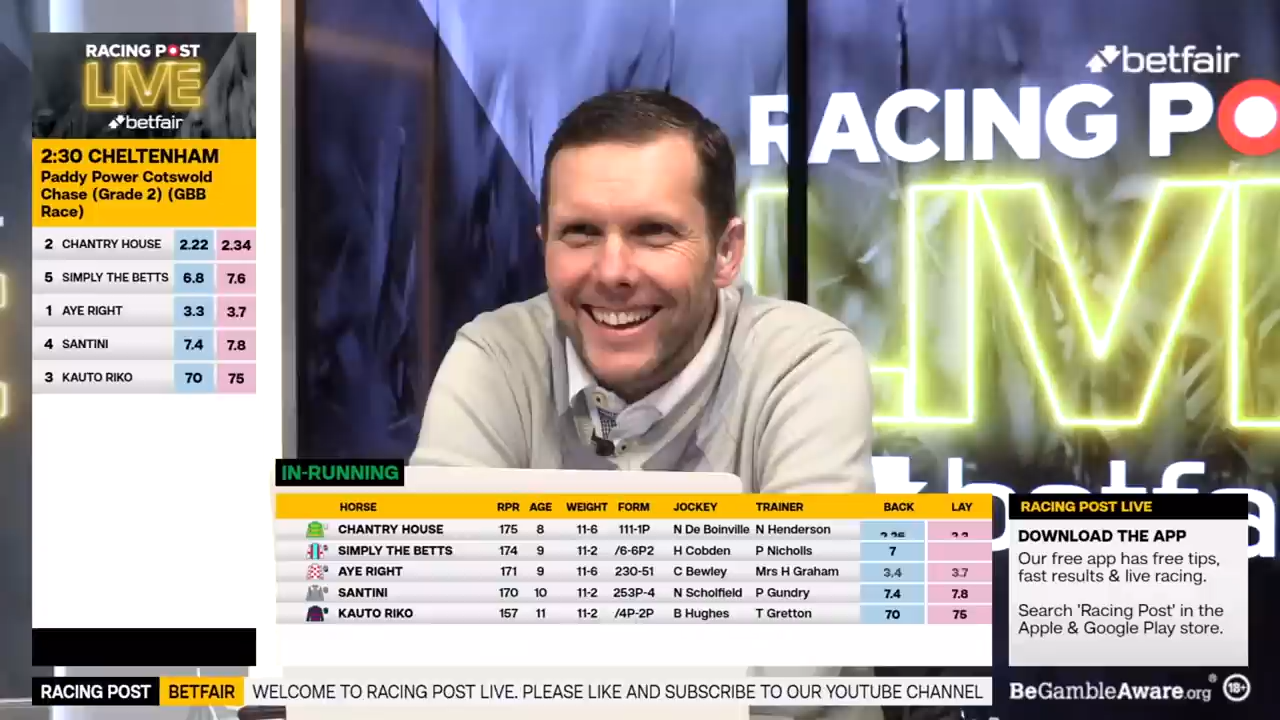 RACING POST
LIVE
betfair
2:30 CHELTENHAM
Paddy Power Cotswold
Chase (Grade 2) (GBB
Race)
2 CHANTRY HOUSE 2.22 2.34
5 SIMPLY THE BETTS 6.8 7.6
1 AYE RIGHT 3.3 3.7
4 SANTINI 7.4 7.8
3 KAUTO RIKO 70 75
betfair
RACING PO
LIVE
betfa
IN-RUNNING
HORSE RPR AGE WEIGHT FORM JOCKEY TRAINER BACK LAY
CHANTRY HOUSE 175 8 11-6 111-1P N De Boinville N Henderson
SIMPLY THE BETTS 174 9 11-2 /6-6P2 H Cobden P Nicholls 7
AYE RIGHT 171 9 11-6 230-51 C Bewley Mrs H Graham 3.4 3.7
SANTINI 170 10 11-2 253P-4 N Scholfield P Gundry 7.4 7.8
KAUTO RIKO 157 11 11-2 /4P-2P B Hughes T Gretton 70 75
RACING POST LIVE
DOWNLOAD THE APP
Our free app has free tips,
fast results & live racing.
Search 'Racing Post' in the
Apple & Google Play store.
RACING POST BETFAIR WELCOME TO RACING POST LIVE. PLEASE LIKE AND SUBSCRIBE TO OUR YOUTUBE CHANNEL
BeGambleAware.org® 18+